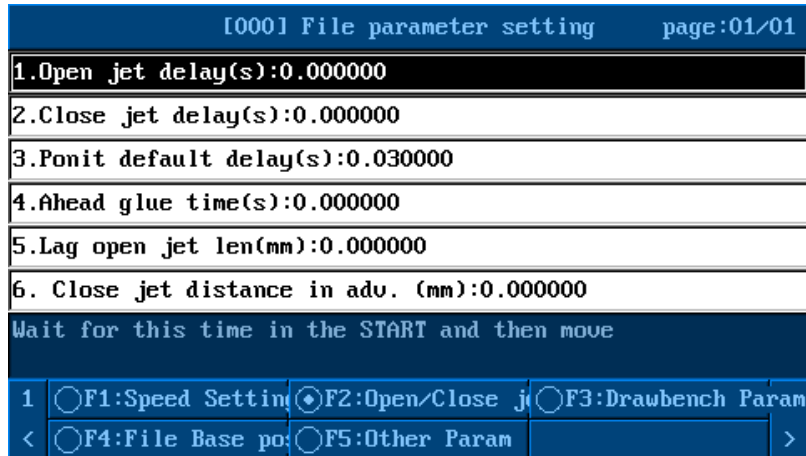 [000] File parameter setting page:01/01
1.Open jet delay(s):0.000000
2.Close jet delay(s):0.000000
3.Ponit default delay(s):0.030000
4.Ahead glue time(s):0.000000
5.Lag open jet len(mm):0.000000
6. Close jet distance in adv. (mm):0.000000
Wait for this time in the START and then move
1 F1:Speed Settin F2:Open/Close j F3:Drawbench Param
< F4:File Base po F5:Other Param >